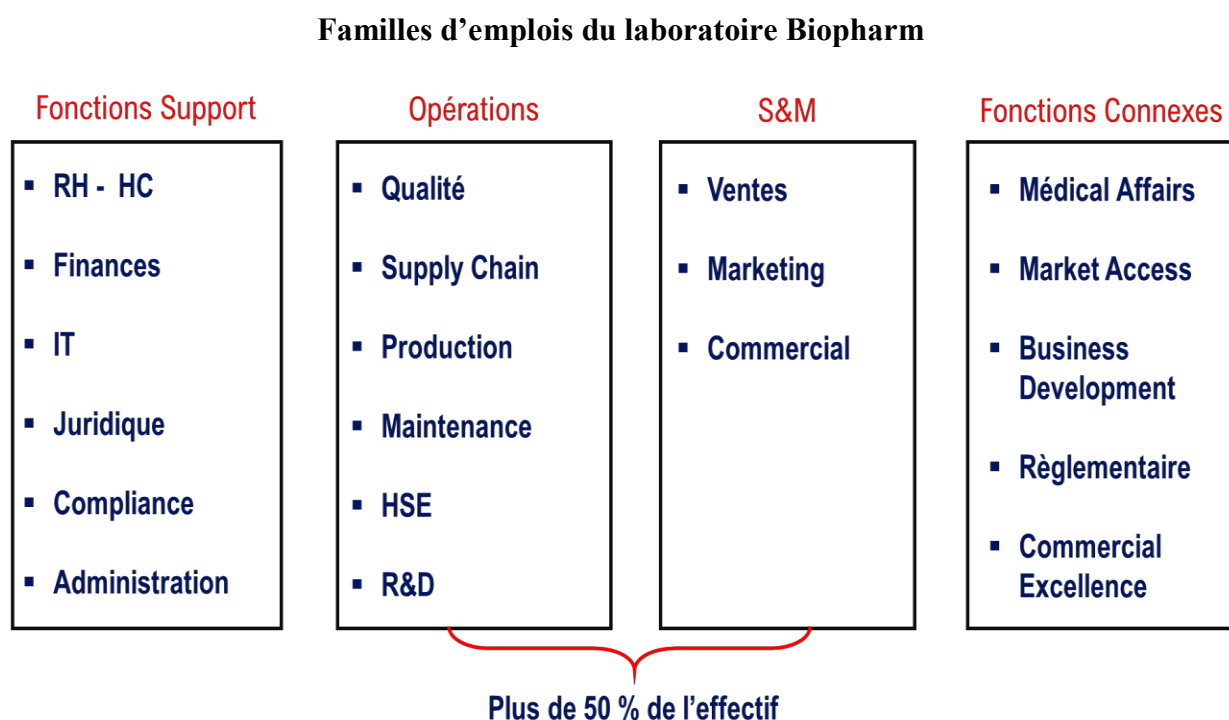 Familles d’emplois du laboratoire Biopharm
Fonctions Support
▪ RH - HC
▪ Finances
▪ IT
▪ Juridique
▪ Compliance
▪ Administration
Opérations
▪ Qualité
▪ Supply Chain
▪ Production
▪ Maintenance
▪ HSE
▪ R&D
S&M
▪ Ventes
▪ Marketing
▪ Commercial
Fonctions Connexes
▪ Médical Affairs
▪ Market Access
▪ Business
Development
▪ Règlementaire
▪ Commercial
Excellence
Plus de 50 % de l’effectif